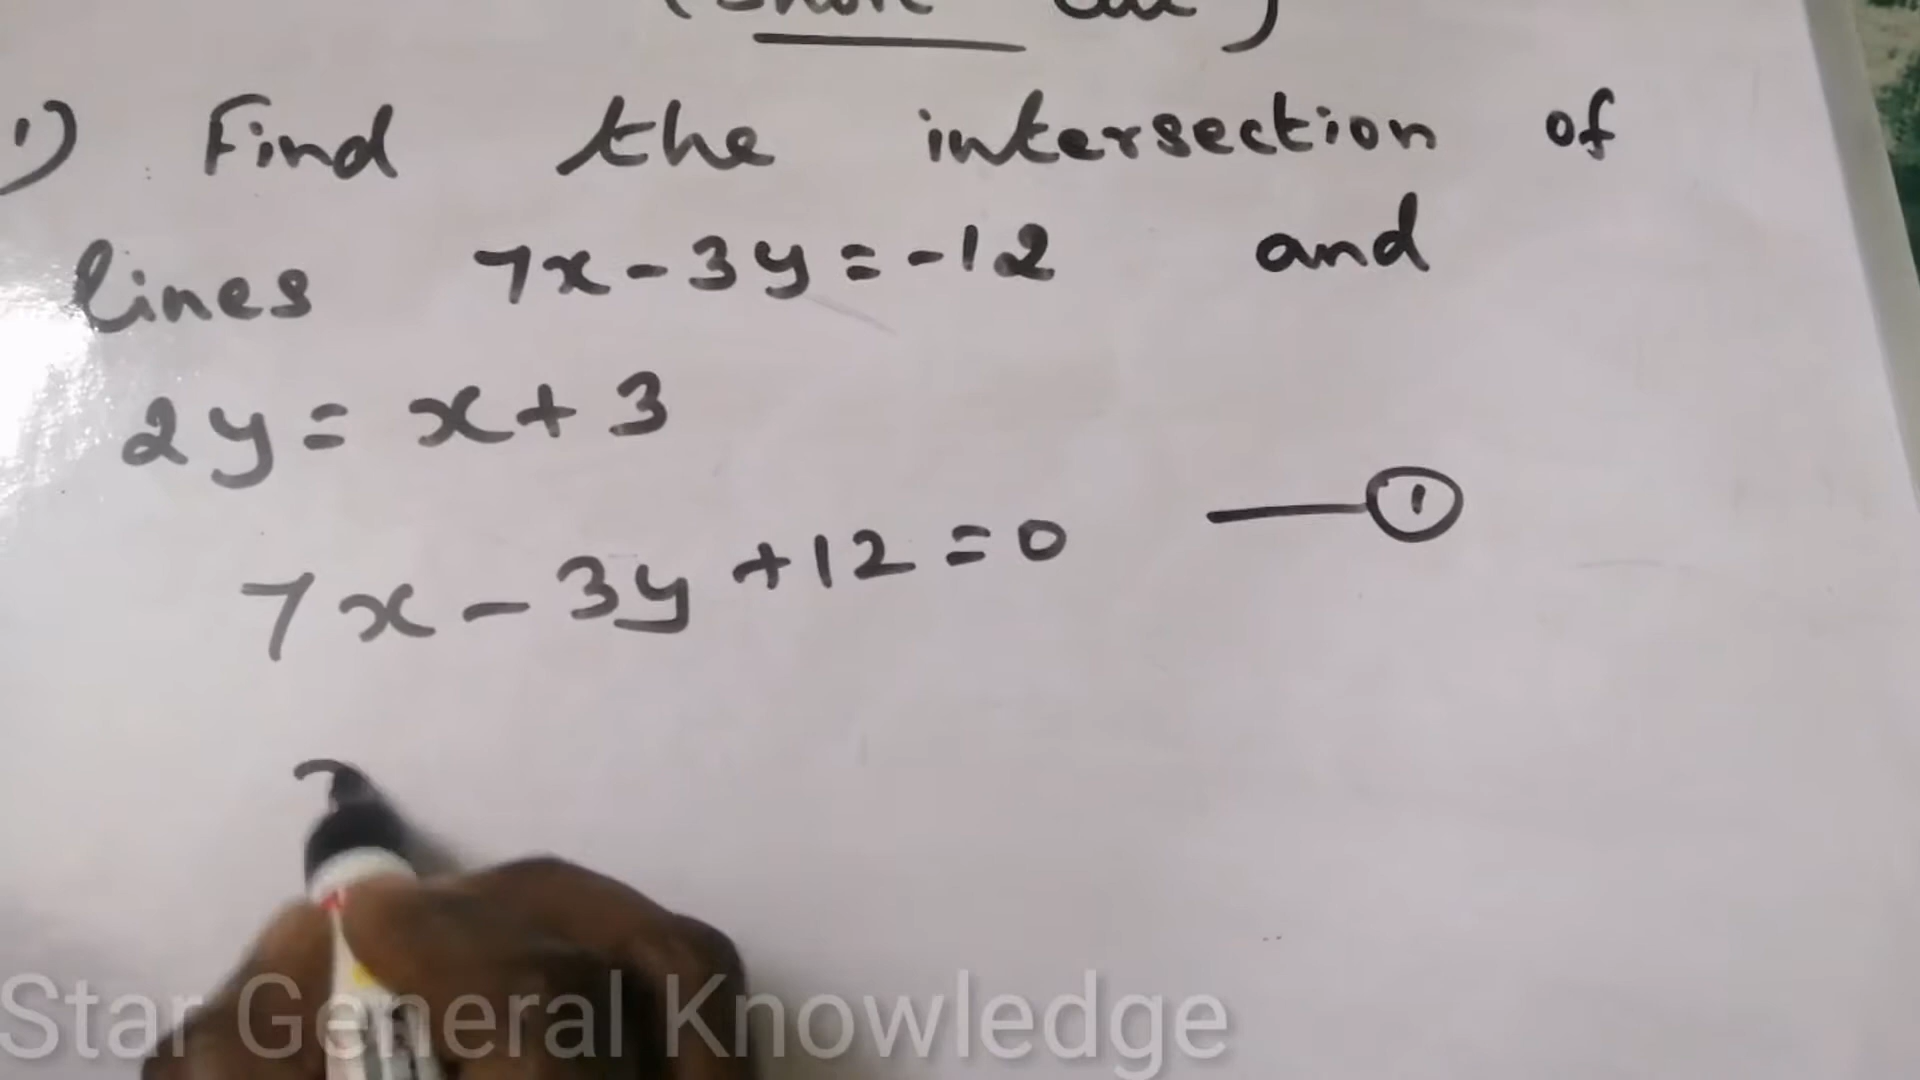 1) Find the intersection of
lines 7x-3y=-12 and
2y= x+3
7x-3y+12=0 —①
Star General Knowledge